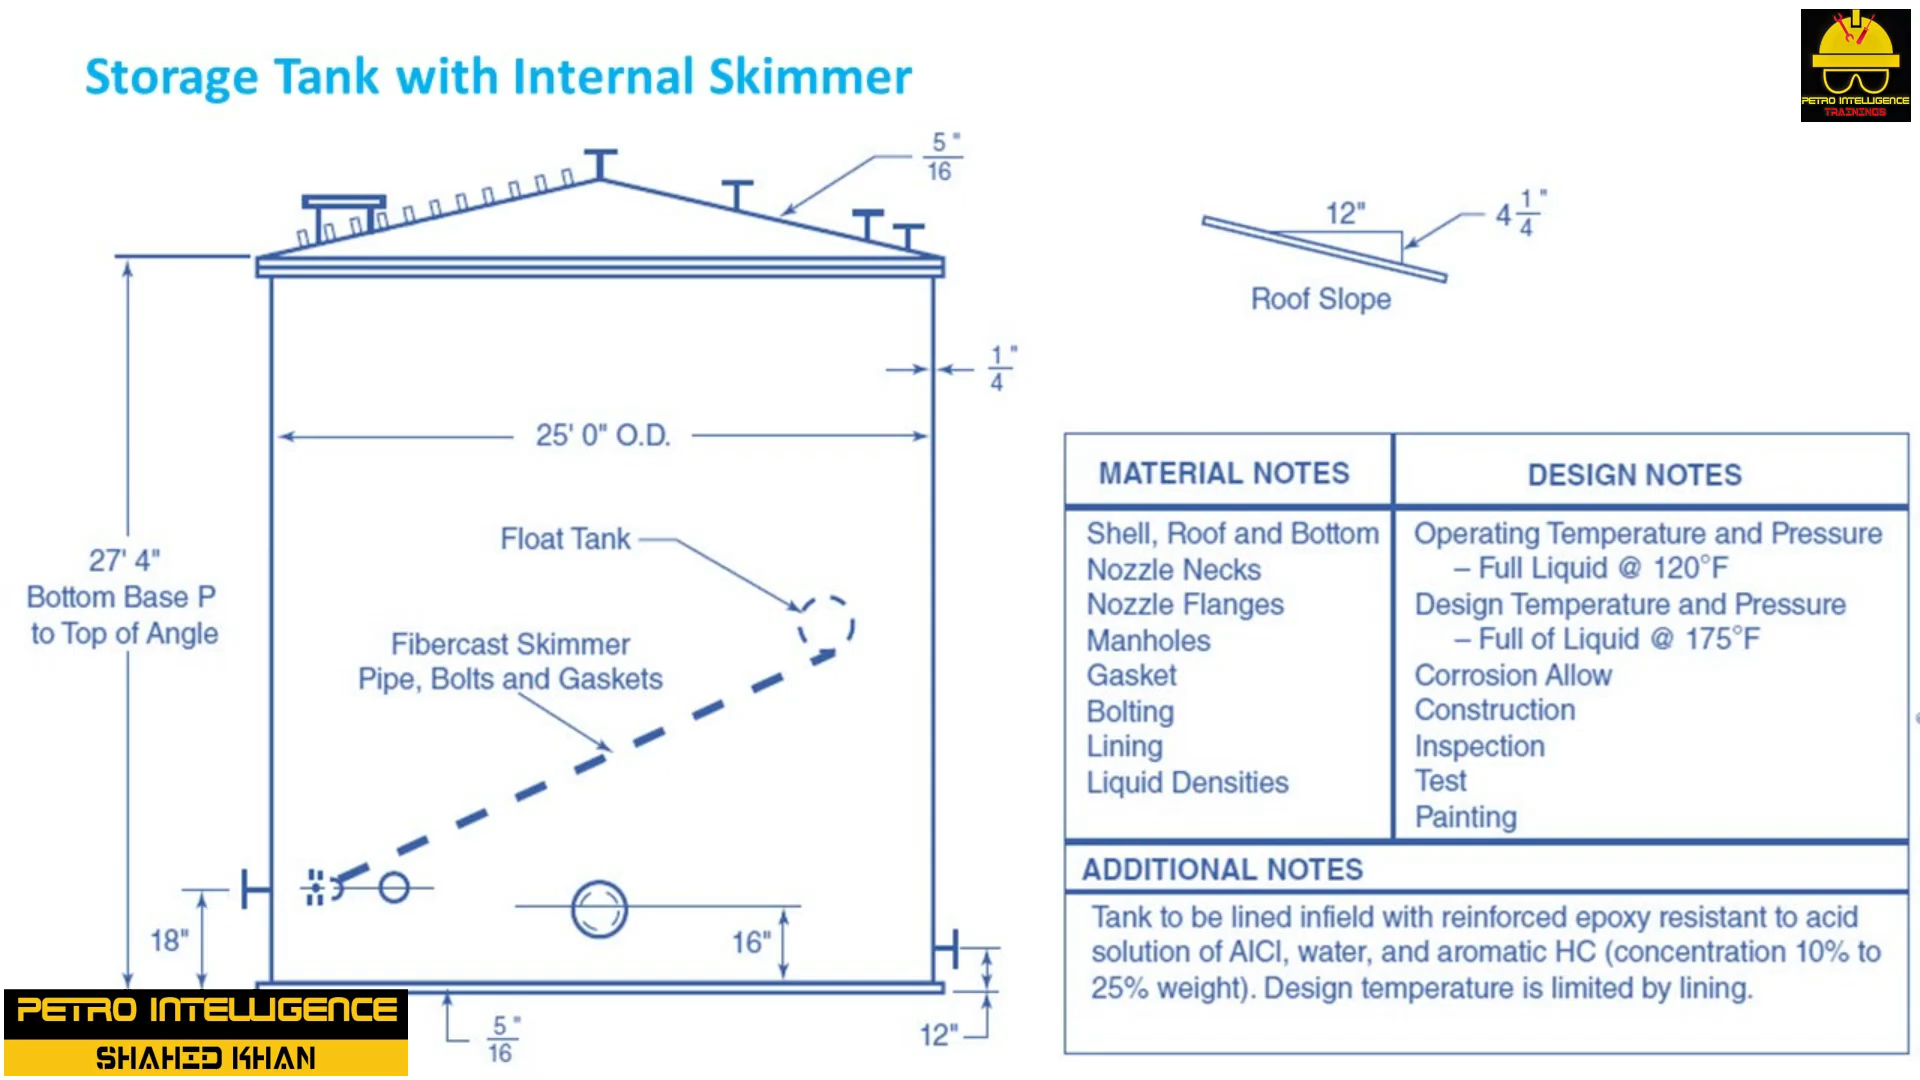 Storage Tank with Internal Skimmer
PETRO INTELLIGENCE
TRAININGS
5"
16
12"
4 1/4"
Roof Slope
1"
4
25' 0" O.D.
Float Tank
27' 4"
Bottom Base P
to Top of Angle
Fibercast Skimmer
Pipe, Bolts and Gaskets
18"
16"
12"
5"
16
MATERIAL NOTES
Shell, Roof and Bottom
Nozzle Necks
Nozzle Flanges
Manholes
Gasket
Bolting
Lining
Liquid Densities
DESIGN NOTES
Operating Temperature and Pressure
– Full Liquid @ 120°F
Design Temperature and Pressure
– Full of Liquid @ 175°F
Corrosion Allow
Construction
Inspection
Test
Painting
ADDITIONAL NOTES
Tank to be lined infield with reinforced epoxy resistant to acid
solution of AlCl, water, and aromatic HC (concentration 10% to
25% weight). Design temperature is limited by lining.
PETRO INTELLIGENCE
SHAHID KHAN